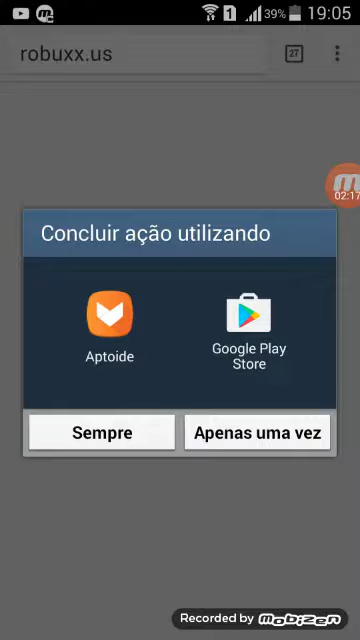 1 39% 19:05
robuxx.us 27
02:17
Concluir ação utilizando
Aptoide
Google Play
Store
Sempre Apenas uma vez
Recorded by mobizen